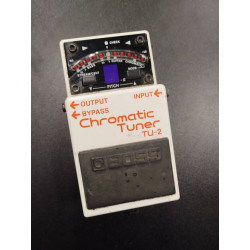 OUTPUT
INPUT
BYPASS
Chromatic
Tuner
TU-2
BOSS